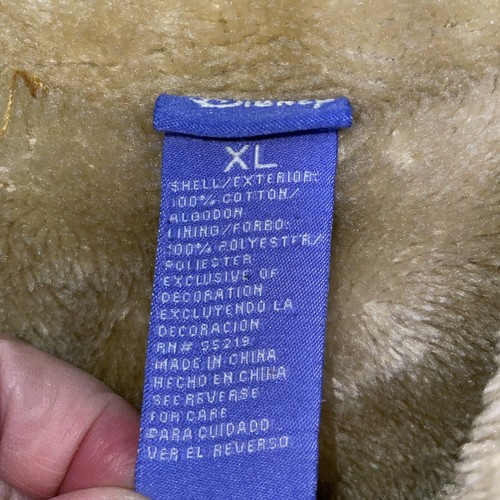 Disney
XL
SHELL/EXTERIOR:
100% COTTON/
ALGODON
LINING/FORRO:
100% POLYESTER/
POLIESTER
EXCLUSIVE OF
DECORATION
EXCLUYENDO LA
DECORACION
RN# 55219
MADE IN CHINA
HECHO EN CHINA
SEE REVERSE
FOR CARE
PARA CUIDADO
VER EL REVERSO